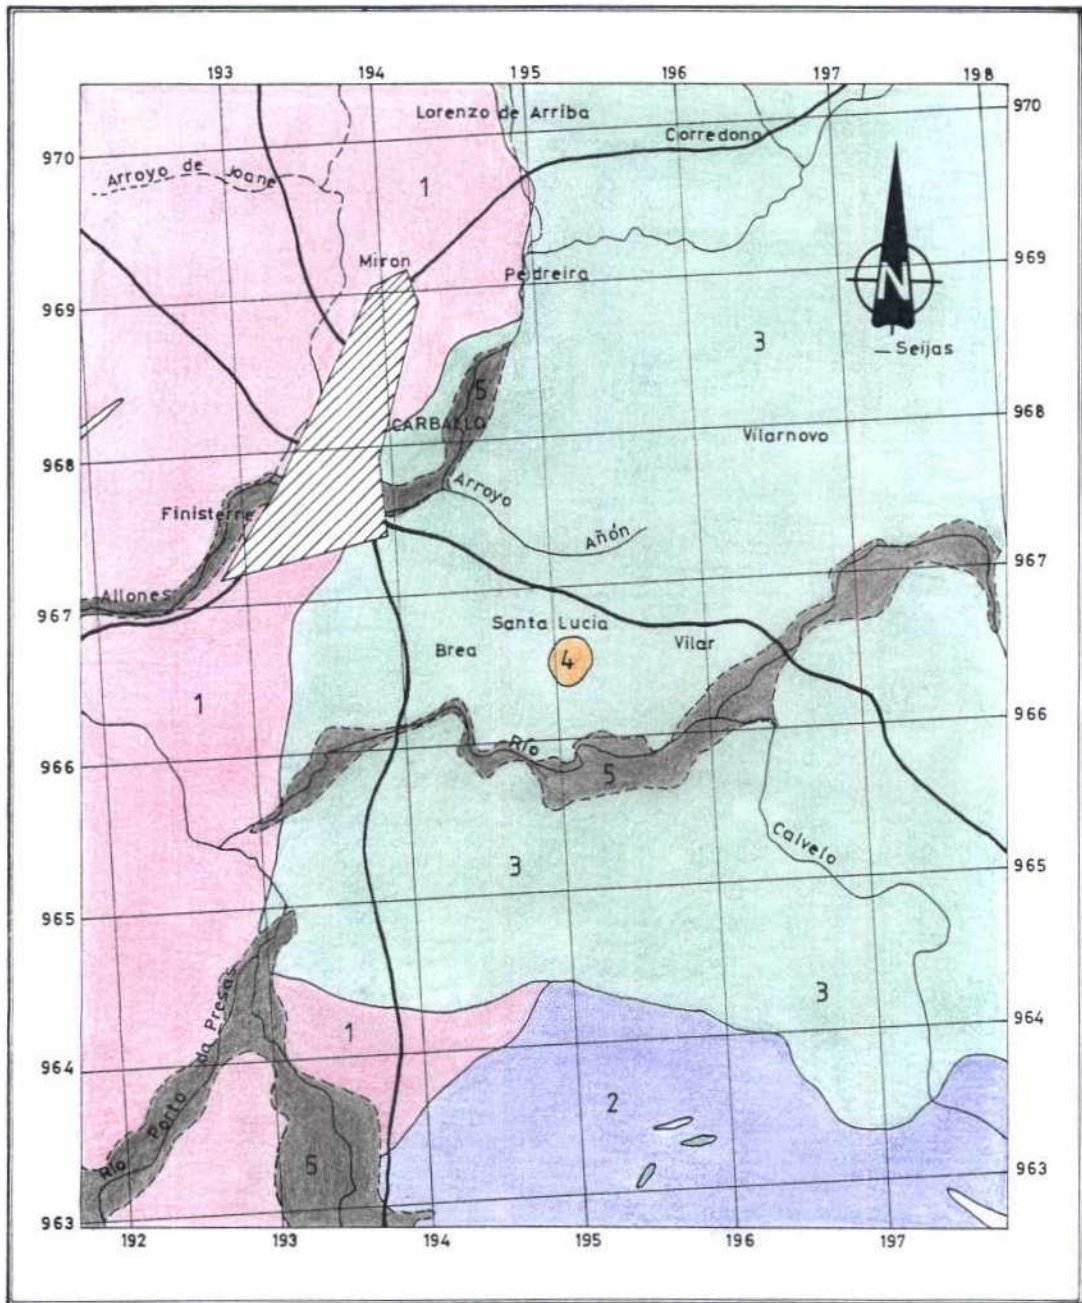 193 194 195 196 197 198
Lorenzo de Arriba
970
Corredono
970
Arroyo de Joane
1
Miron
Pedreira
969
969
N
3
Seijas
5
CARBALLO
968
Vilarnovo
968
Arroyo Añón
Finisterre
967
Allones
967
Santa Lucia
Brea
4
Vilar
1
966
Río
966
5
Calvelo
965
3
965
Río Porto da Presas
3
964
1
964
2
5
963
963
192 193 194 195 196 197